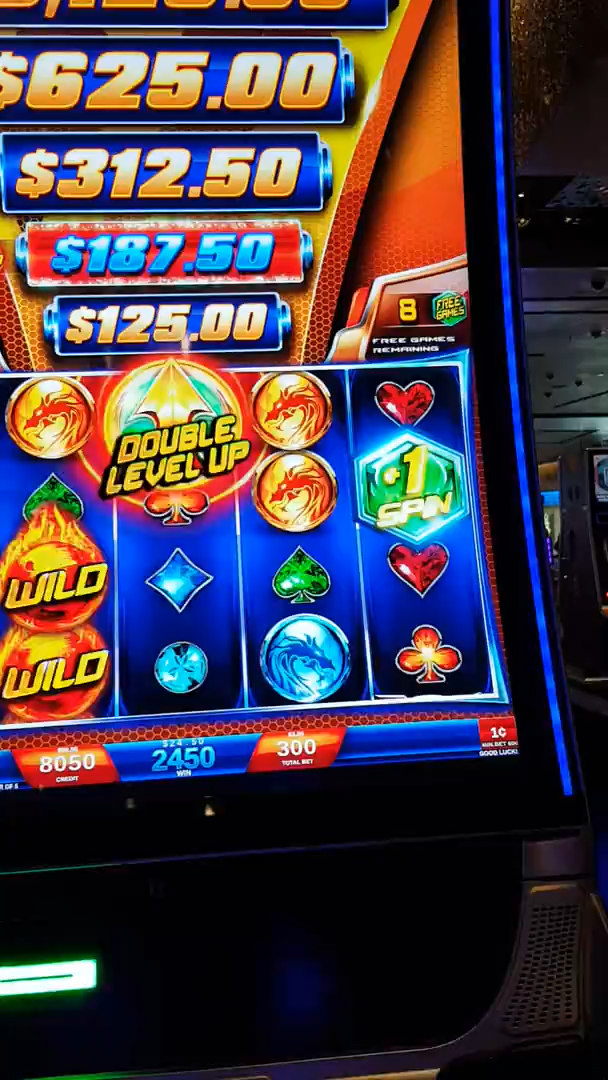 $625.00
$312.50
$187.50
$125.00
8
FREE
GAMES
FREE GAMES
REMAINING
DOUBLE
LEVEL UP
+1
SPIN
WILD
WILD
8050
CREDIT
$24.50
2450
WIN
300
TOTAL BET
1¢
GOOD LUCK!